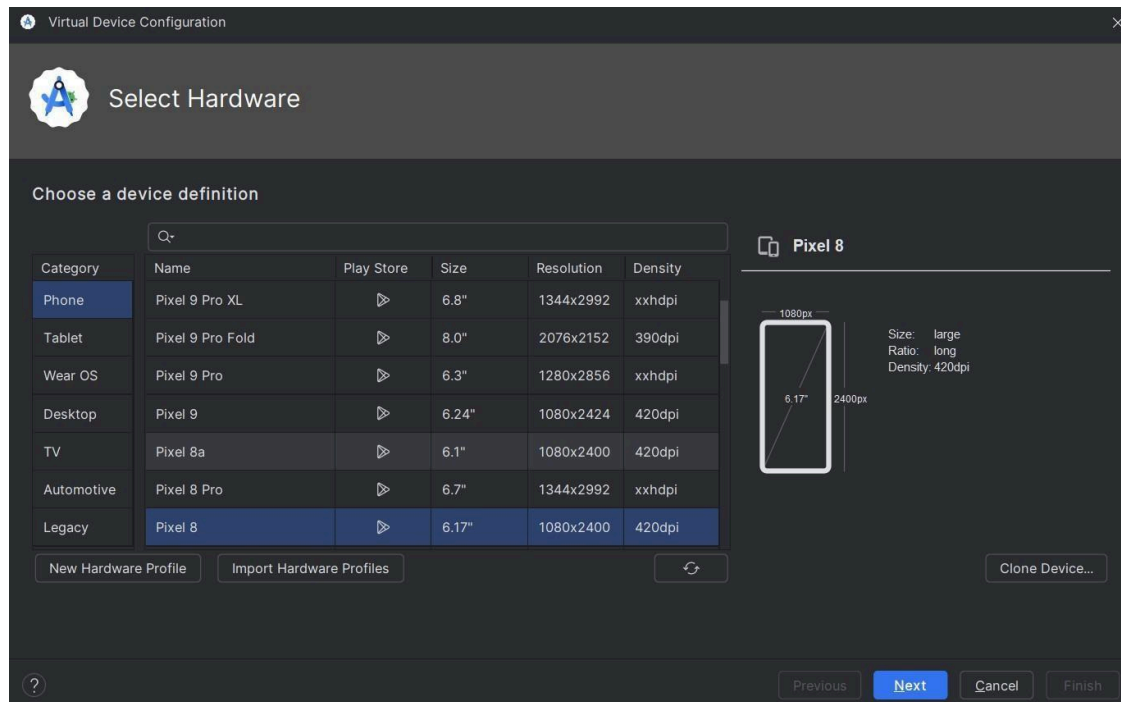 Virtual Device Configuration
Select Hardware
Choose a device definition
Category Name Play Store Size Resolution Density
Phone Pixel 9 Pro XL 6.8" 1344x2992 xxhdpi
Tablet Pixel 9 Pro Fold 8.0" 2076x2152 390dpi
Wear OS Pixel 9 Pro 6.3" 1280x2856 xxhdpi
Desktop Pixel 9 6.24" 1080x2424 420dpi
TV Pixel 8a 6.1" 1080x2400 420dpi
Automotive Pixel 8 Pro 6.7" 1344x2992 xxhdpi
Legacy Pixel 8 6.17" 1080x2400 420dpi
New Hardware Profile Import Hardware Profiles
Pixel 8
1080px
6.17" 2400px
Size: large
Ratio: long
Density: 420dpi
Clone Device...
? Previous Next Cancel Finish